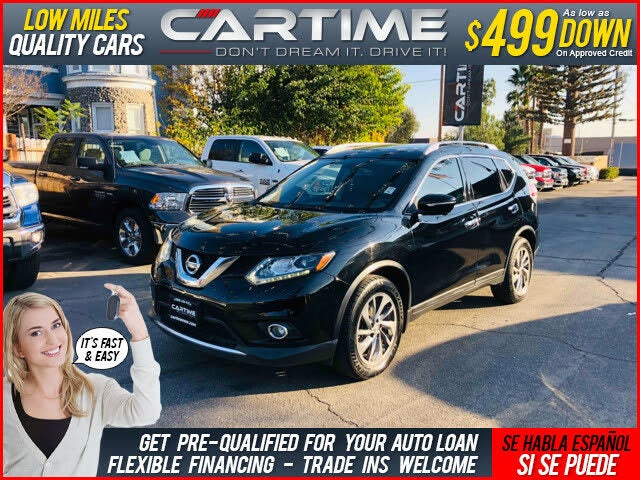 LOW MILES
QUALITY CARS
CARTIME
DON'T DREAM IT. DRIVE IT!
As low as
$499 DOWN
On Approved Credit
CARTIME
IT'S FAST
& EASY
GET PRE-QUALIFIED FOR YOUR AUTO LOAN
FLEXIBLE FINANCING - TRADE INS WELCOME
SE HABLA ESPAÑOL
SI SE PUEDE